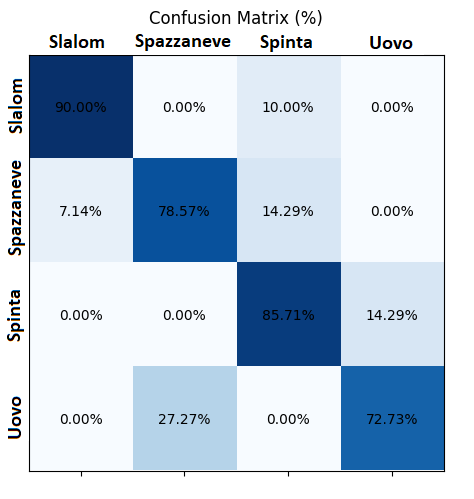 Confusion Matrix (%)
Slalom Spazzaneve Spinta Uovo
Slalom 90.00% 0.00% 10.00% 0.00%
Spazzaneve 7.14% 78.57% 14.29% 0.00%
Spinta 0.00% 0.00% 85.71% 14.29%
Uovo 0.00% 27.27% 0.00% 72.73%